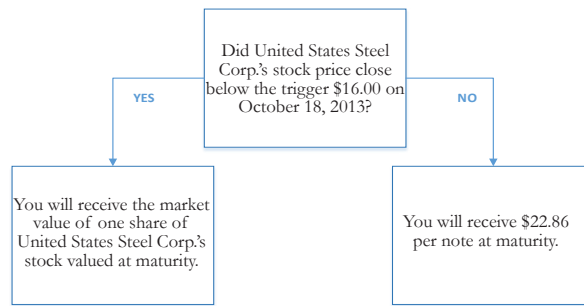 Did United States Steel
Corp.'s stock price close
below the trigger $16.00 on
October 18, 2013?
YES
NO
You will receive the market
value of one share of
United States Steel Corp.'s
stock valued at maturity.
You will receive $22.86
per note at maturity.